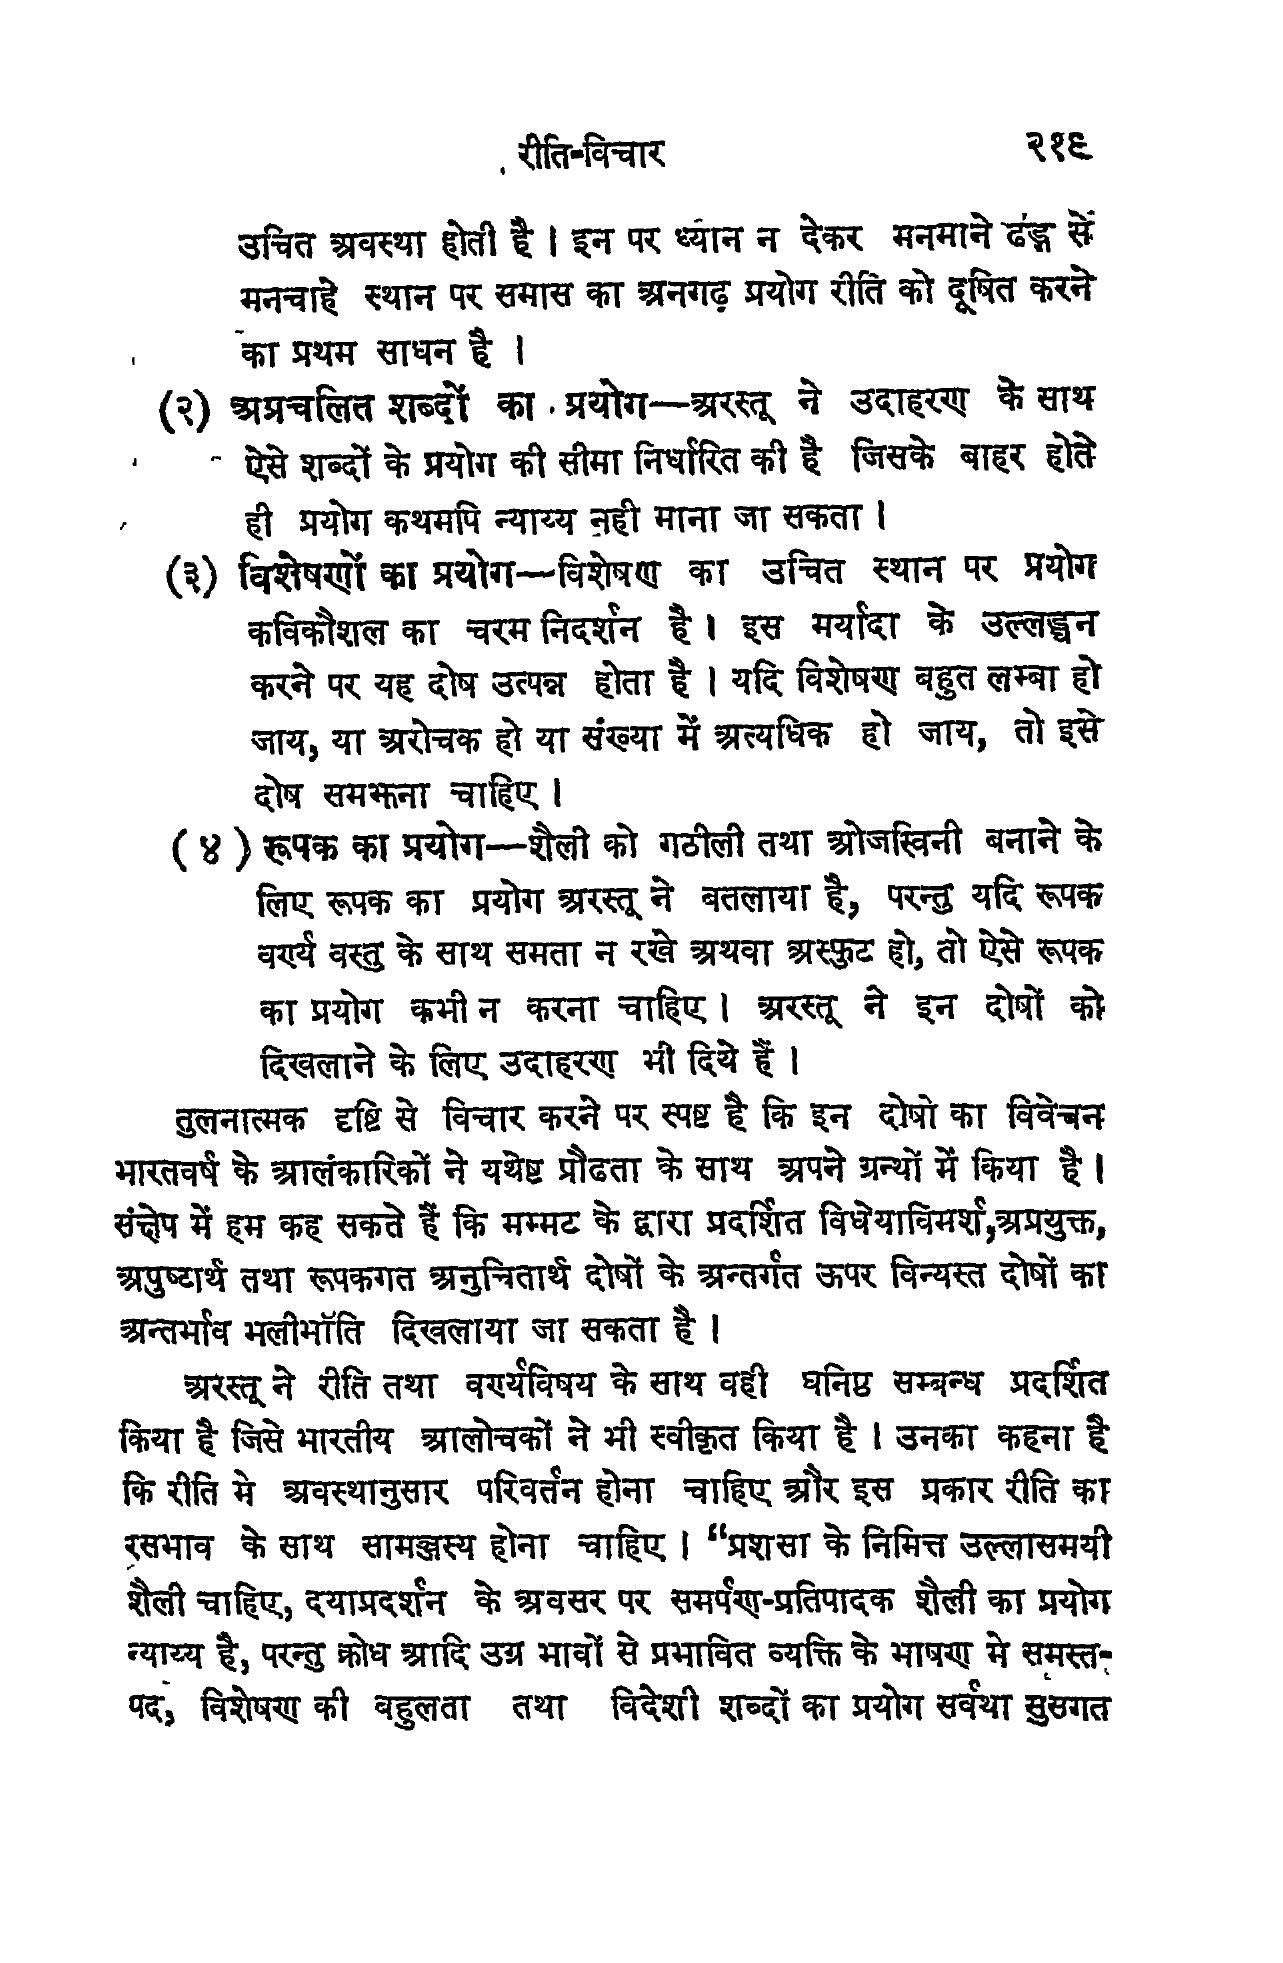 रीति-विचार २१९
उचित अवस्था होती है । इन पर ध्यान न देकर मनमाने ढंङ्ग से
मनचाहे स्थान पर समास का अनगढ़ प्रयोग रीति को दूषित करने
का प्रथम साधन है ।
(२) अप्रचलित शब्दों का प्रयोग—अरस्तू ने उदाहरण के साथ
ऐसे शब्दों के प्रयोग की सीमा निर्धारित की है जिसके बाहर होते
ही प्रयोग कथमपि न्याय्य नही माना जा सकता ।
(३) विशेषणों का प्रयोग—विशेषण का उचित स्थान पर प्रयोग
कविकौशल का चरम निदर्शन है । इस मर्यादा के उल्लङ्घन
करने पर यह दोष उत्पन्न होता है । यदि विशेषण बहुत लम्बा हो
जाय, या अरोचक हो या संख्या में अत्यधिक हो जाय, तो इसे
दोष समझना चाहिए ।
(४) रूपक का प्रयोग—शैली को गठीली तथा ओजस्विनी बनाने के
लिए रूपक का प्रयोग अरस्तू ने बतलाया है, परन्तु यदि रूपक
वर्ण्य वस्तु के साथ समता न रखे अथवा अस्फुट हो, तो ऐसे रूपक
का प्रयोग कभी न करना चाहिए । अरस्तू ने इन दोषों को
दिखलाने के लिए उदाहरण भी दिये हैं ।
तुलनात्मक दृष्टि से विचार करने पर स्पष्ट है कि इन दोषो का विवेचन
भारतवर्ष के आलंकारिकों ने यथेष्ट प्रौढता के साथ अपने ग्रन्थों में किया है ।
संक्षेप में हम कह सकते हैं कि मम्मट के द्वारा प्रदर्शित विधेयाविमर्श, अप्रयुक्त,
अपुष्टार्थ तथा रूपकगत अनुचितार्थ दोषों के अन्तर्गत ऊपर विन्यस्त दोषों का
अन्तर्भाव भलीभॉति दिखलाया जा सकता है ।
अरस्तू ने रीति तथा वर्ण्यविषय के साथ वही घनिष्ठ सम्बन्ध प्रदर्शित
किया है जिसे भारतीय आलोचकों ने भी स्वीकृत किया है । उनका कहना है
कि रीति मे अवस्थानुसार परिवर्तन होना चाहिए और इस प्रकार रीति का
रसभाव के साथ सामञ्जस्य होना चाहिए । “प्रशसा के निमित्त उल्लासमयी
शैली चाहिए, दयाप्रदर्शन के अवसर पर समर्पण-प्रतिपादक शैली का प्रयोग
न्याय्य है, परन्तु क्रोध आदि उग्र भावों से प्रभावित व्यक्ति के भाषण मे समस्त-
पद, विशेषण की बहुलता तथा विदेशी शब्दों का प्रयोग सर्वथा सुसगत